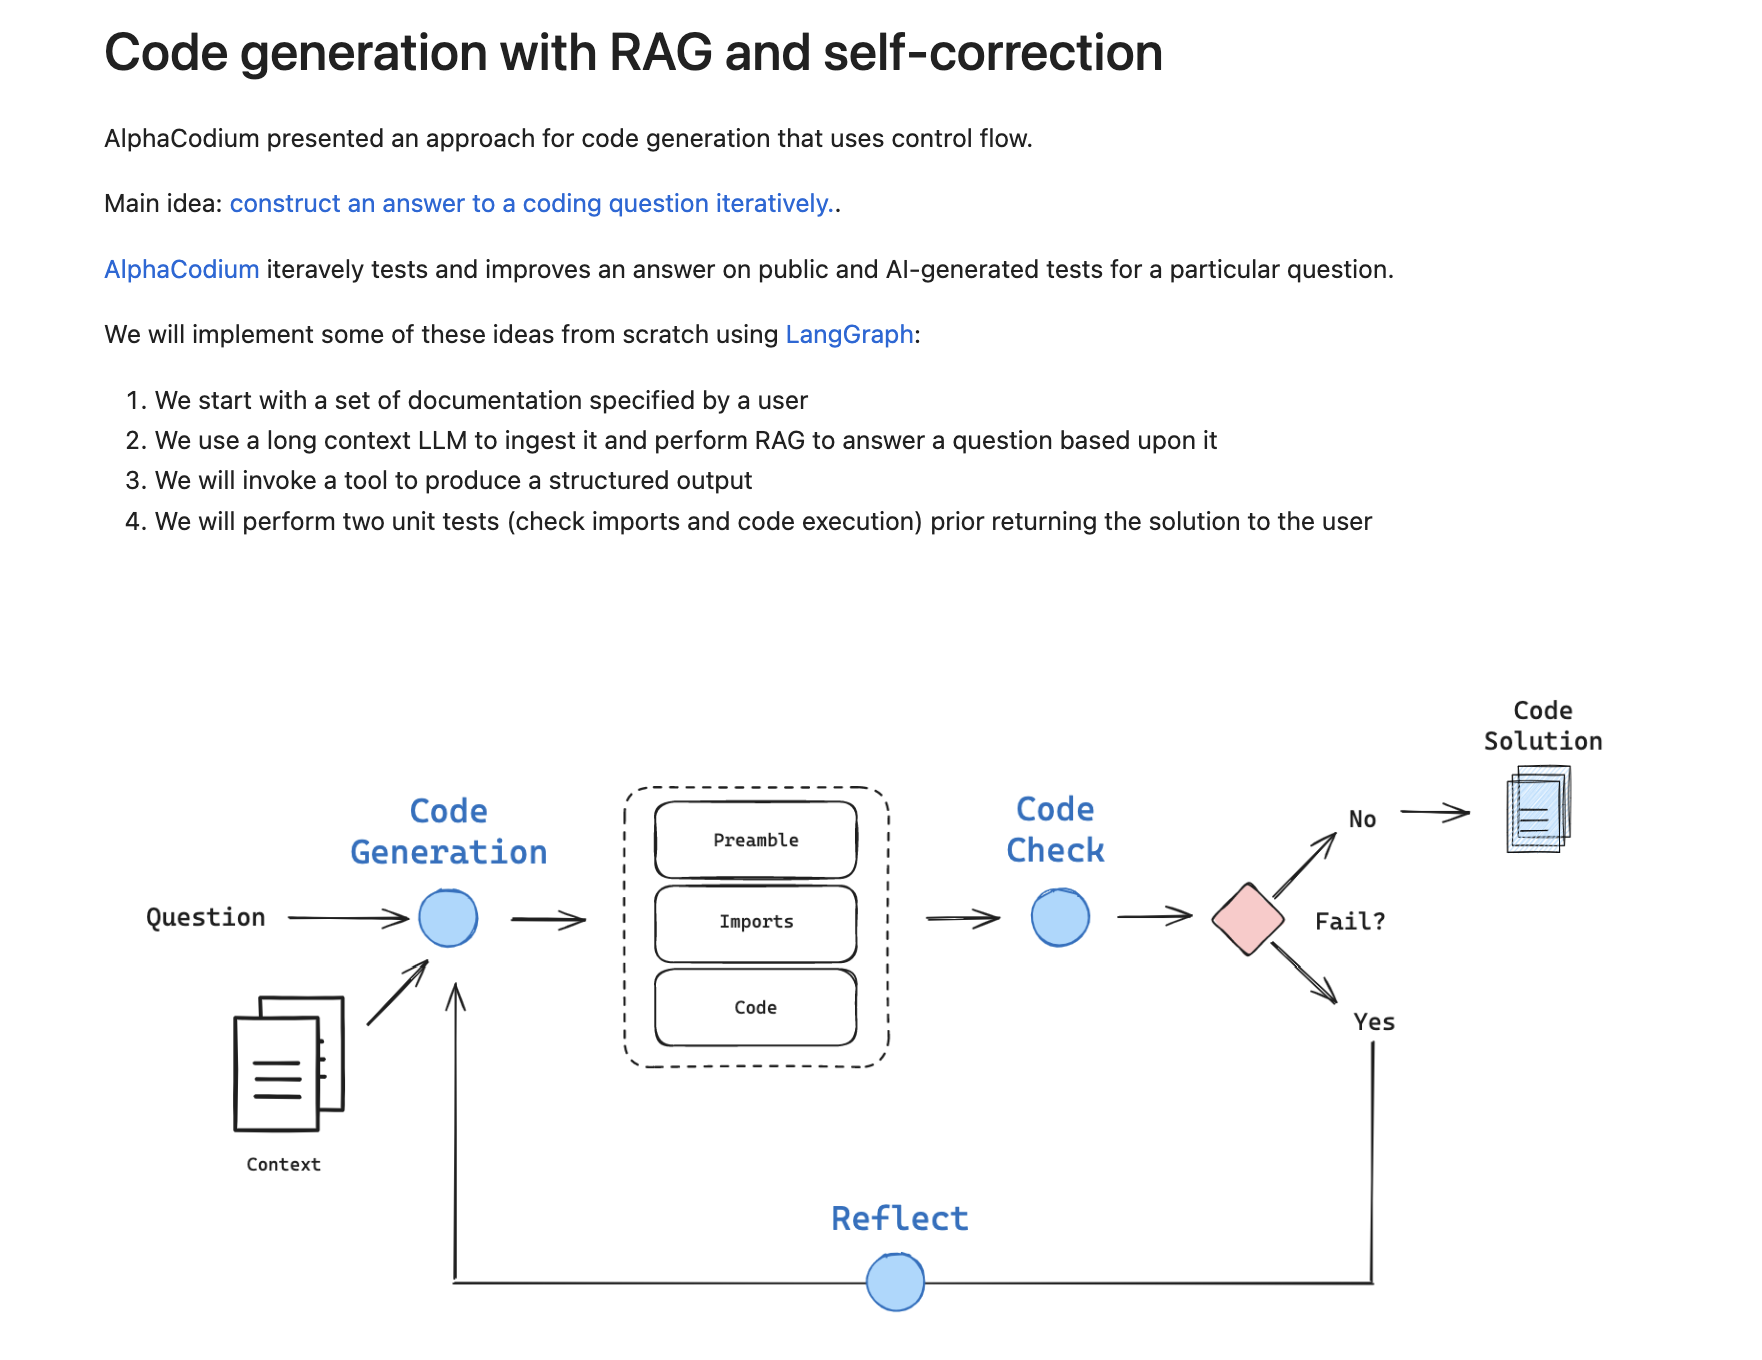 Code generation with RAG and self-correction
AlphaCodium presented an approach for code generation that uses control flow.
Main idea: construct an answer to a coding question iteratively..
AlphaCodium iteravely tests and improves an answer on public and AI-generated tests for a particular question.
We will implement some of these ideas from scratch using LangGraph:
1. We start with a set of documentation specified by a user
2. We use a long context LLM to ingest it and perform RAG to answer a question based upon it
3. We will invoke a tool to produce a structured output
4. We will perform two unit tests (check imports and code execution) prior returning the solution to the user
Question
Context
Code
Generation
Preamble
Imports
Code
Code
Check
Fail?
No
Yes
Code
Solution
Reflect